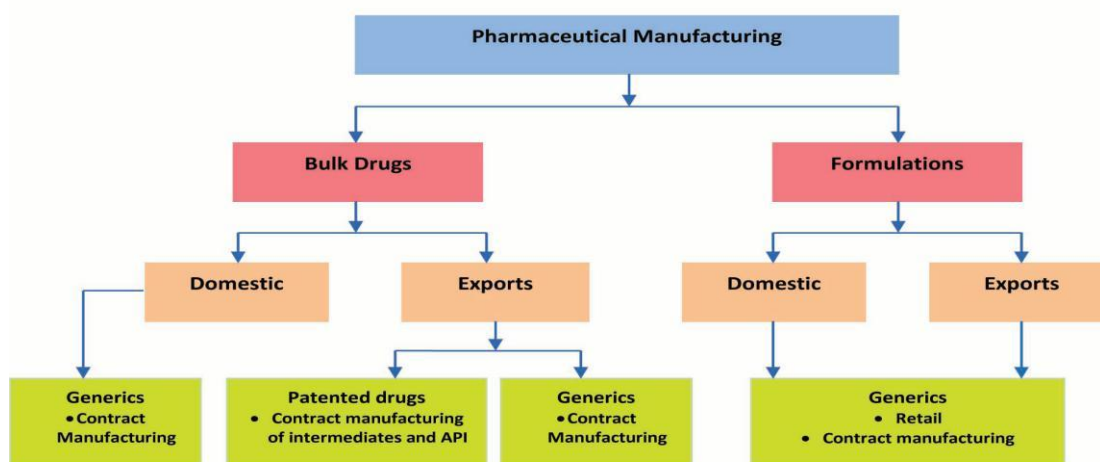 Pharmaceutical Manufacturing
Bulk Drugs
Formulations
Domestic
Exports
Domestic
Exports
Generics
• Contract
Manufacturing
Patented drugs
• Contract manufacturing
of intermediates and API
Generics
• Contract
Manufacturing
Generics
• Retail
• Contract manufacturing